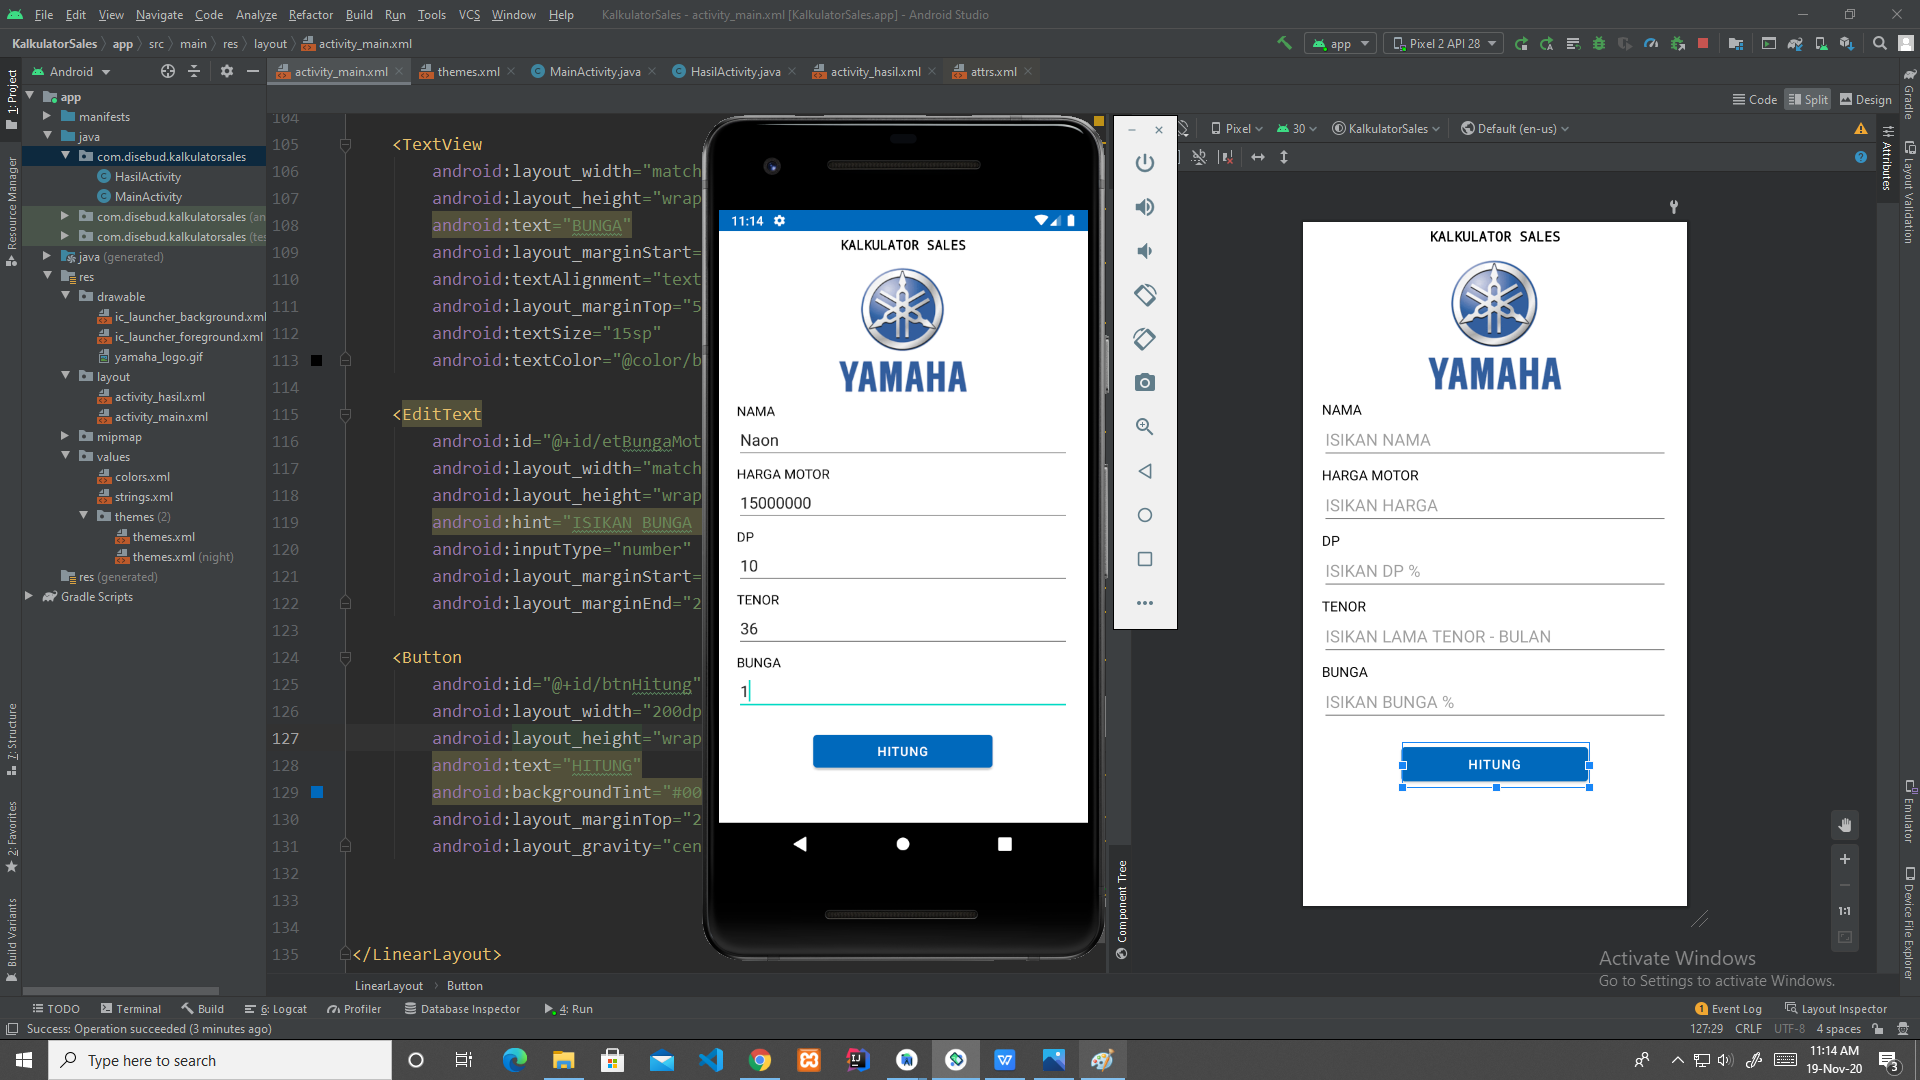 File Edit View Navigate Code Analyze Refactor Build Run Tools VCS Window Help KalkulatorSales - activity_main.xml [KalkulatorSales.app] - Android Studio
KalkulatorSales app src main res layout activity_main.xml
app Pixel 2 API 28
Android
activity_main.xml themes.xml MainActivity.java HasilActivity.java activity_hasil.xml attrs.xml
Code Split Design
Pixel 30 KalkulatorSales Default (en-us)
1: Project
Resource Manager
7: Structure
2: Favorites
Build Variants
app
manifests
java
com.disebud.kalkulatorsales
HasilActivity
MainActivity
com.disebud.kalkulatorsales (an
com.disebud.kalkulatorsales (tes
java (generated)
res
drawable
ic_launcher_background.xml
ic_launcher_foreground.xml
yamaha_logo.gif
layout
activity_hasil.xml
activity_main.xml
mipmap
values
colors.xml
strings.xml
themes (2)
themes.xml
themes.xml (night)
res (generated)
Gradle Scripts
104
105 <TextView
106 android:layout_width="match
107 android:layout_height="wrap
108 android:text="BUNGA"
109 android:layout_marginStart=
110 android:textAlignment="text
111 android:layout_marginTop="5
112 android:textSize="15sp"
113 android:textColor="@color/b
114
115 <EditText
116 android:id="@+id/etBungaMot
117 android:layout_width="match
118 android:layout_height="wrap
119 android:hint="ISIKAN BUNGA
120 android:inputType="number"
121 android:layout_marginStart=
122 android:layout_marginEnd="2
123
124 <Button
125 android:id="@+id/btnHitung"
126 android:layout_width="200dp
127 android:layout_height="wrap
128 android:text="HITUNG"
129 android:backgroundTint="#00
130 android:layout_marginTop="2
131 android:layout_gravity="cen
132
133
134
135 </LinearLayout>
LinearLayout Button
11:14
KALKULATOR SALES
YAMAHA
NAMA
Naon
HARGA MOTOR
15000000
DP
10
TENOR
36
BUNGA
1
HITUNG
Component Tree
KALKULATOR SALES
YAMAHA
NAMA
ISIKAN NAMA
HARGA MOTOR
ISIKAN HARGA
DP
ISIKAN DP %
TENOR
ISIKAN LAMA TENOR - BULAN
BUNGA
ISIKAN BUNGA %
HITUNG
1:1
Gradle
Attributes
Layout Validation
Emulator
Device File Explorer
Activate Windows
Go to Settings to activate Windows.
TODO Terminal Build 6: Logcat Profiler Database Inspector 4: Run 1 Event Log Layout Inspector
Success: Operation succeeded (3 minutes ago) 127:29 CRLF UTF-8 4 spaces
Type here to search
11:14 AM
19-Nov-20
3